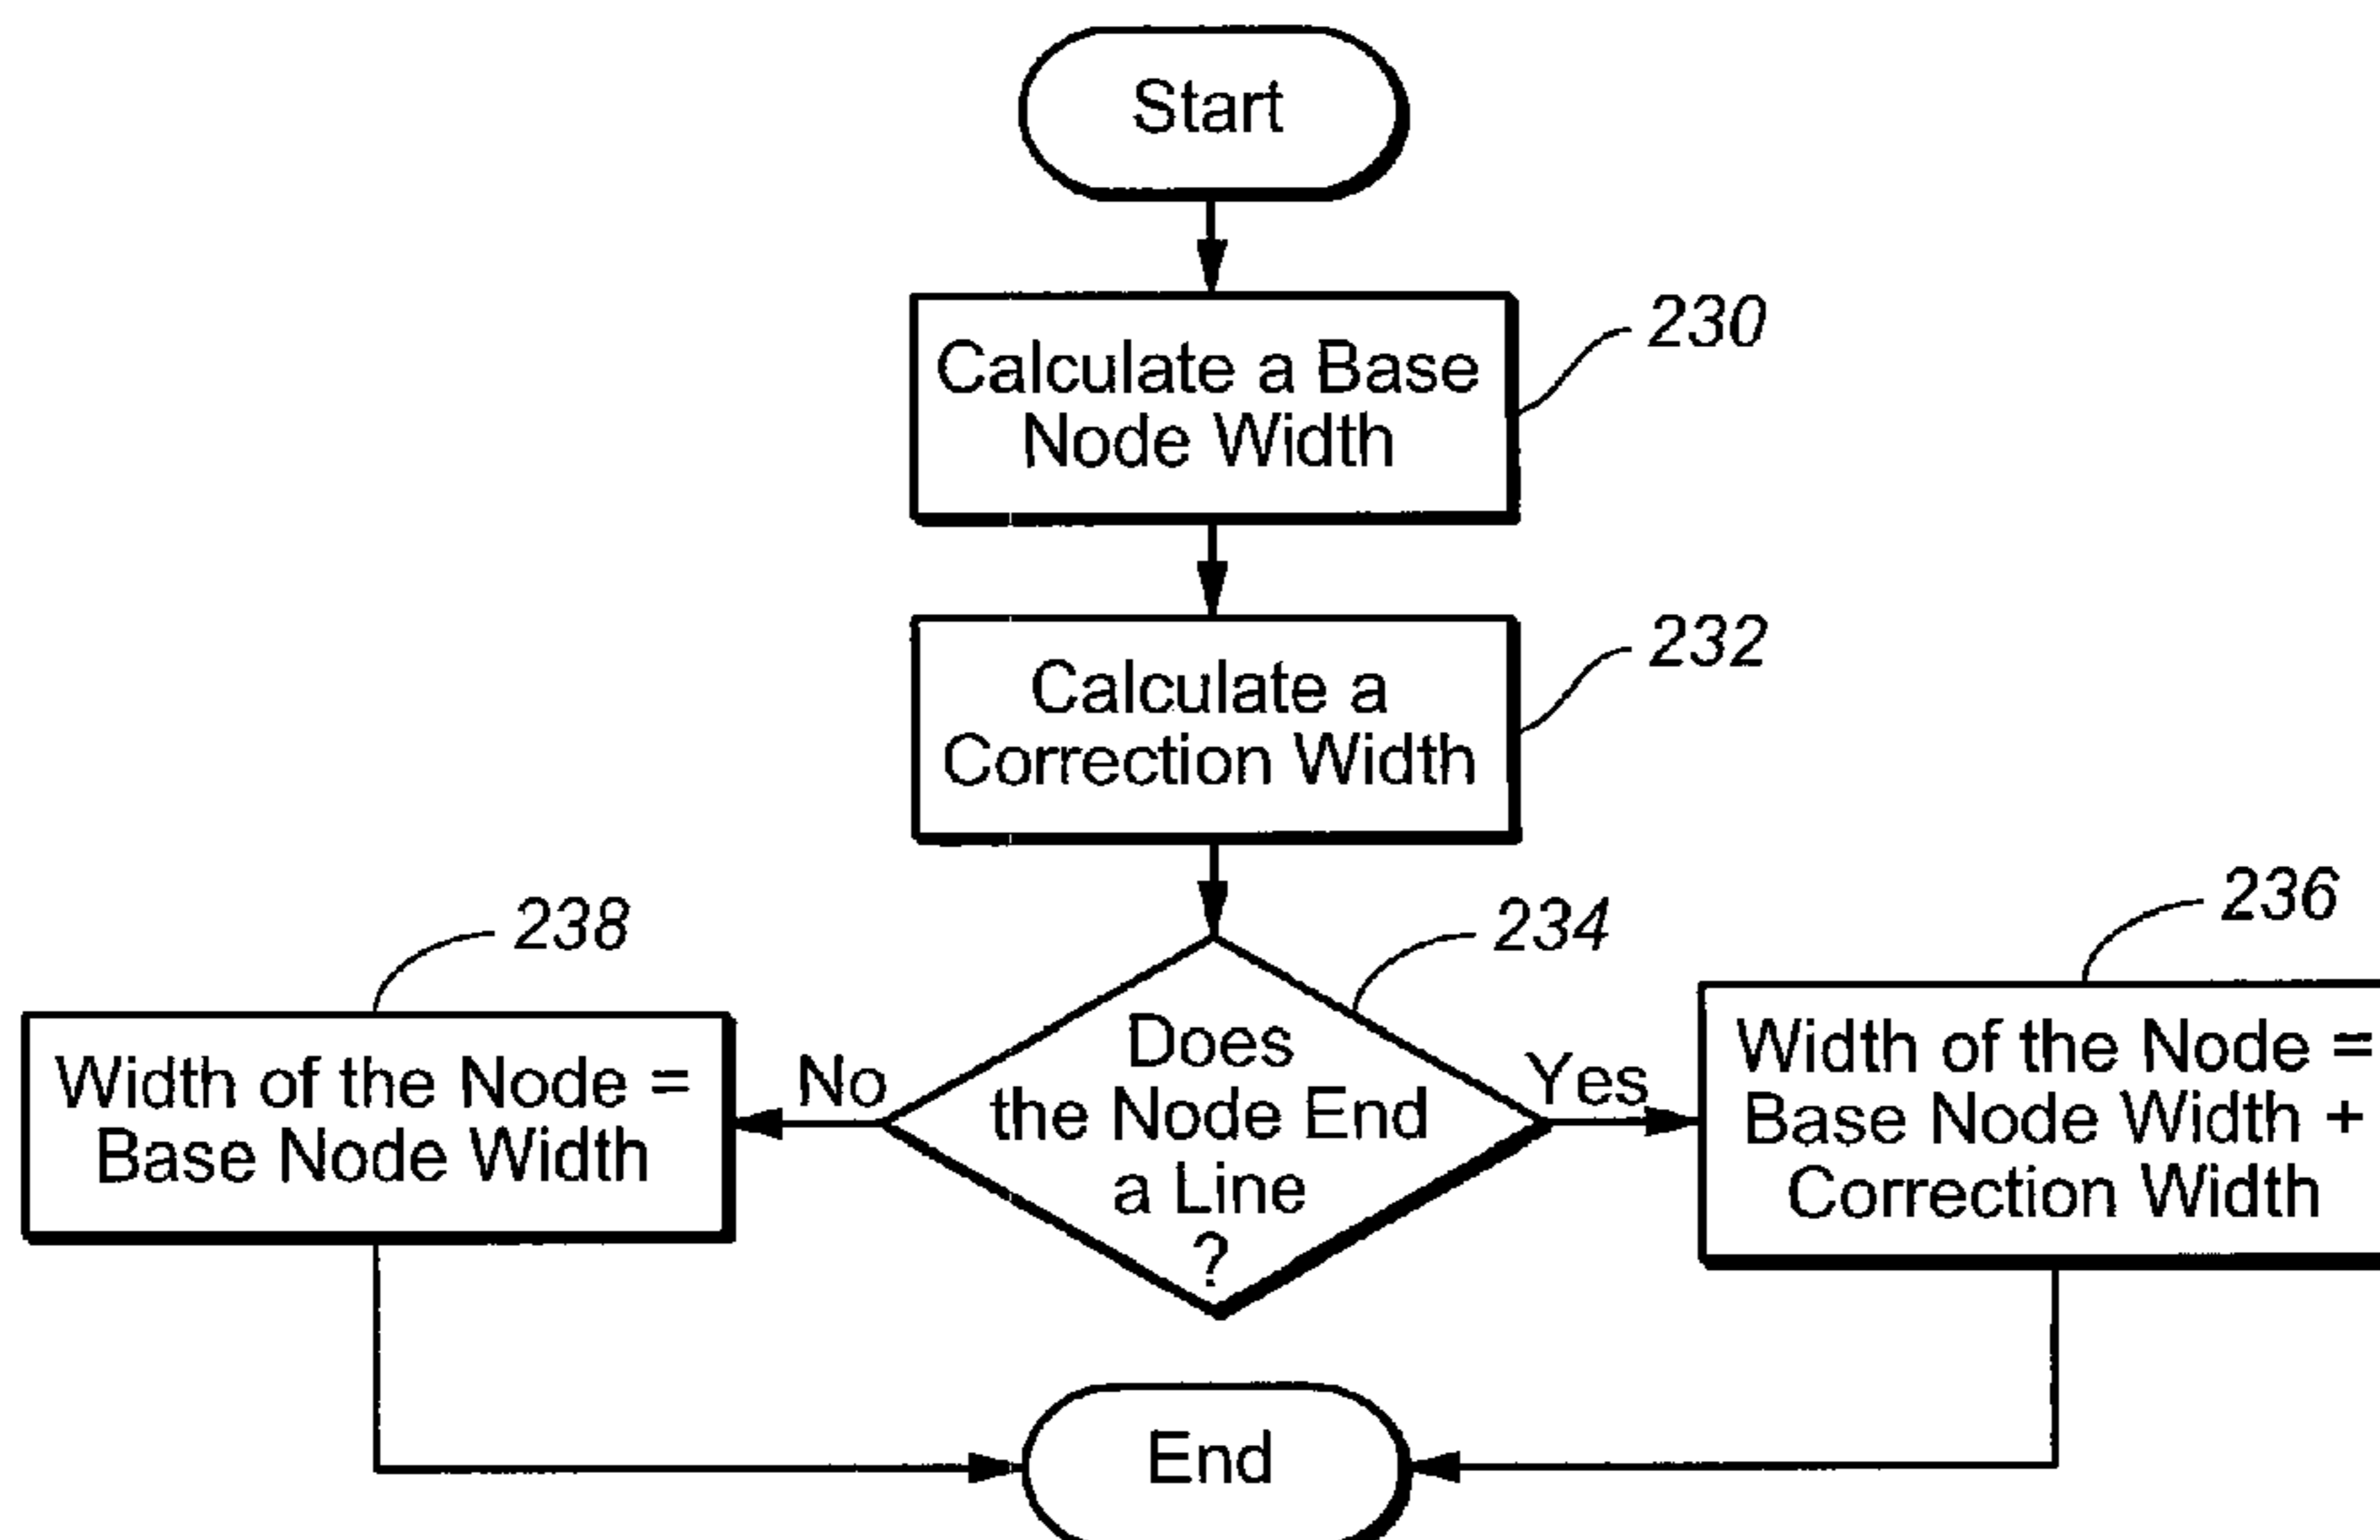 Start
Calculate a Base
Node Width
230
Calculate a
Correction Width
232
238
234
236
Width of the Node =
Base Node Width
No
Does
the Node End
a Line
?
Yes
Width of the Node =
Base Node Width +
Correction Width
End